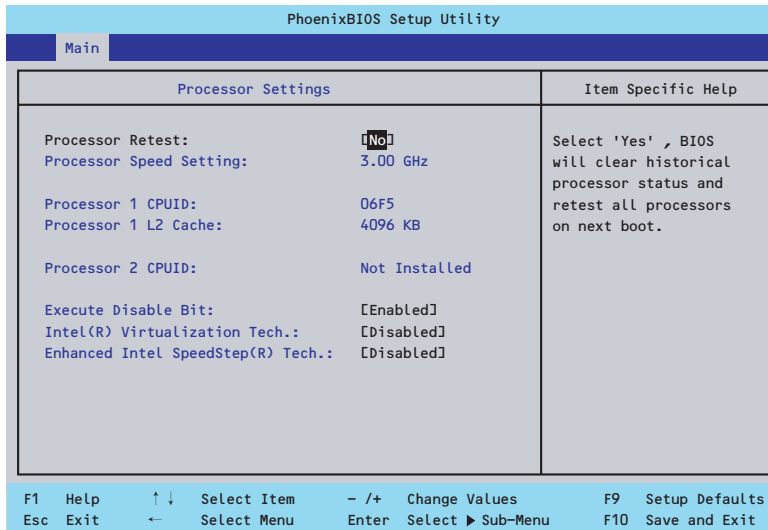 PhoenixBIOS Setup Utility
Main
Processor Settings
Processor Retest: [No]
Processor Speed Setting: 3.00 GHz
Processor 1 CPUID: 06F5
Processor 1 L2 Cache: 4096 KB
Processor 2 CPUID: Not Installed
Execute Disable Bit: [Enabled]
Intel(R) Virtualization Tech.: [Disabled]
Enhanced Intel SpeedStep(R) Tech.: [Disabled]
Item Specific Help
Select 'Yes' , BIOS
will clear historical
processor status and
retest all processors
on next boot.
F1 Help ↑↓ Select Item - /+ Change Values F9 Setup Defaults
Esc Exit ← Select Menu Enter Select ▶ Sub-Menu F10 Save and Exit